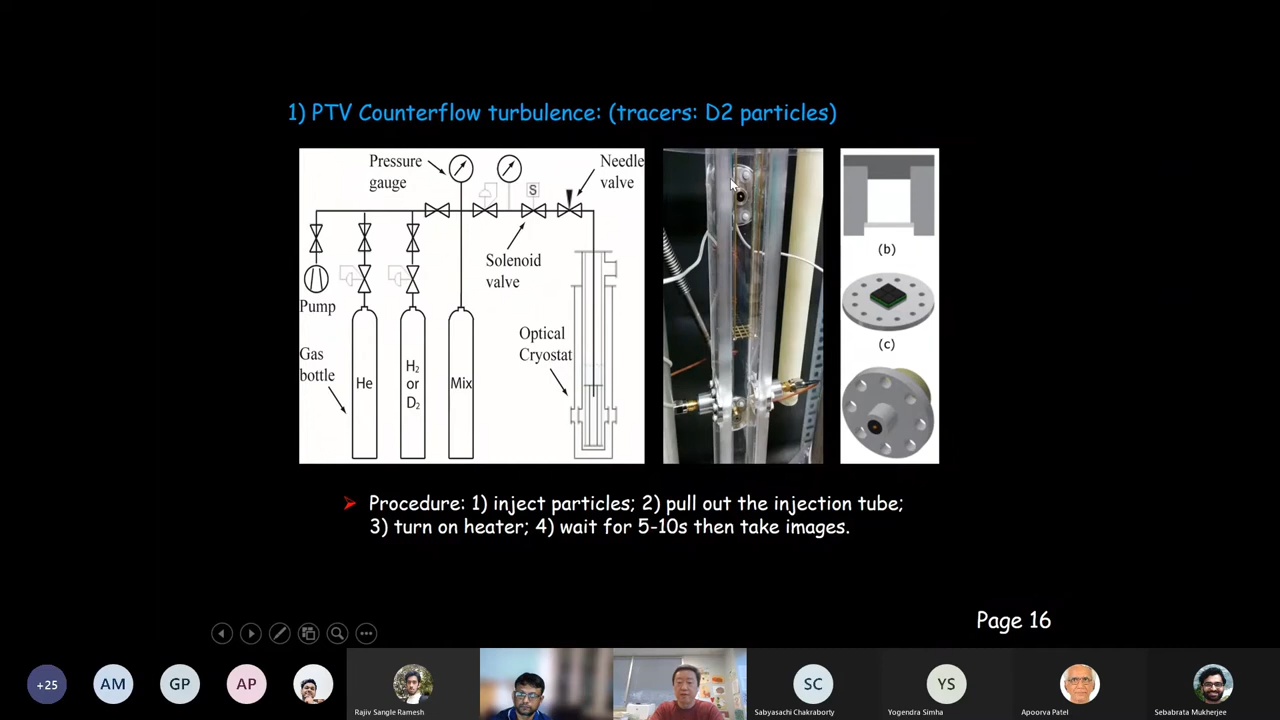 1) PTV Counterflow turbulence: (tracers: D2 particles)
Pressure
gauge
Needle
valve
S
Solenoid
valve
Pump
Optical
Cryostat
Gas
bottle
He
H2
or
D2
Mix
(b)
(c)
Procedure: 1) inject particles; 2) pull out the injection tube;
3) turn on heater; 4) wait for 5-10s then take images.
Page 16
+25
AM
GP
AP
SC
YS
Rajiv Sangle Ramesh
Sabyasachi Chakraborty
Yogendra Simha
Apoorva Patel
Sebabrata Mukherjee